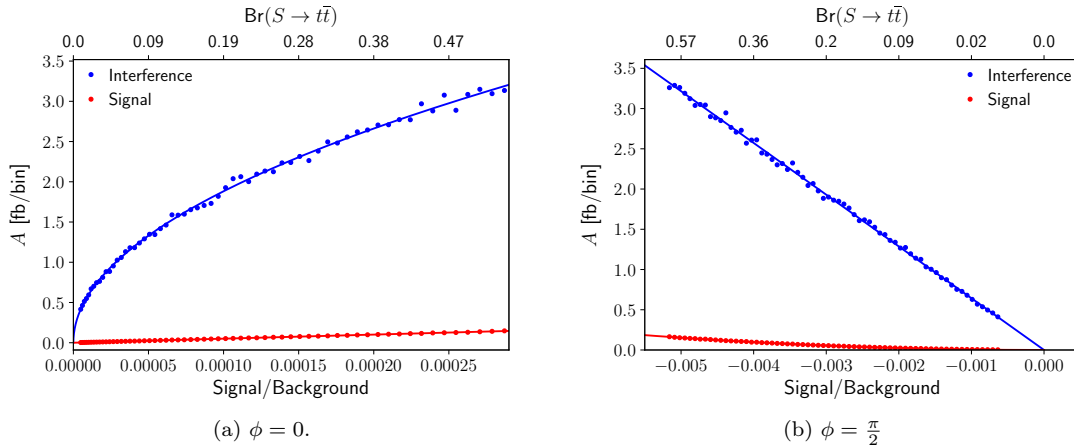 Br(S → tt̄)
0.0 0.09 0.19 0.28 0.38 0.47
3.5
3.0
2.5
2.0
1.5
1.0
0.5
0.0
A [fb/bin]
Interference
Signal
0.00000 0.00005 0.00010 0.00015 0.00020 0.00025
Signal/Background
(a) ϕ = 0.
Br(S → tt̄)
0.57 0.36 0.2 0.09 0.02 0.0
3.5
3.0
2.5
2.0
1.5
1.0
0.5
0.0
A [fb/bin]
Interference
Signal
−0.005 −0.004 −0.003 −0.002 −0.001 0.000
Signal/Background
(b) ϕ = π/2